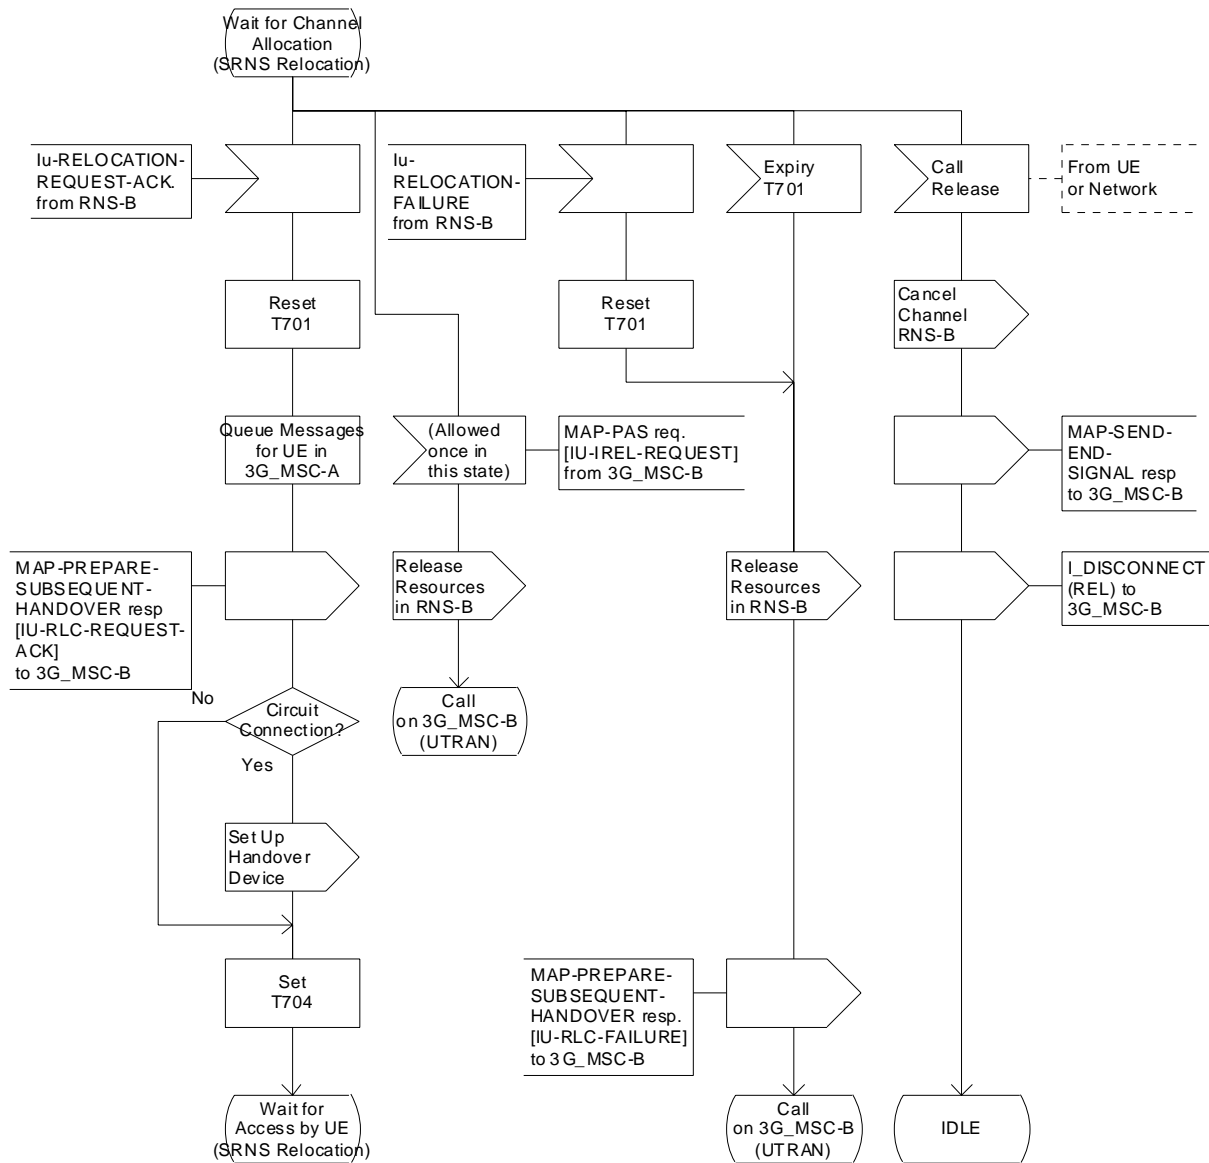 Wait for Channel
Allocation
(SRNS Relocation)
Iu-RELOCATION-
REQUEST-ACK.
from RNS-B
Iu-
RELOCATION-
FAILURE
from RNS-B
Expiry
T701
Call
Release
From UE
or Network
Reset
T701
Reset
T701
Cancel
Channel
RNS-B
Queue Messages
for UE in
3G_MSC-A
(Allowed
once in
this state)
MAP-PAS req.
[IU-IREL-REQUEST]
from 3G_MSC-B
MAP-SEND-
END-
SIGNAL resp
to 3G_MSC-B
MAP-PREPARE-
SUBSEQUENT-
HANDOVER resp
[IU-RLC-REQUEST-
ACK]
to 3G_MSC-B
Release
Resources
in RNS-B
Release
Resources
in RNS-B
I_DISCONNECT
(REL) to
3G_MSC-B
No
Circuit
Connection?
Yes
Call
on 3G_MSC-B
(UTRAN)
Set Up
Handover
Device
Set
T704
MAP-PREPARE-
SUBSEQUENT-
HANDOVER resp.
[IU-RLC-FAILURE]
to 3G_MSC-B
Wait for
Access by UE
(SRNS Relocation)
Call
on 3G_MSC-B
(UTRAN)
IDLE